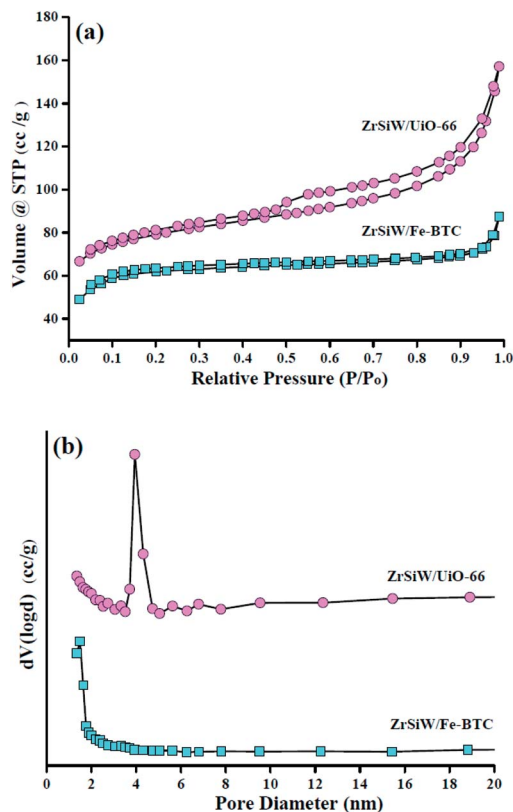 (a)
180
160
140
120
100
80
60
40
Volume @ STP (cc /g)
ZrSiW/UiO-66
ZrSiW/Fe-BTC
0.0 0.1 0.2 0.3 0.4 0.5 0.6 0.7 0.8 0.9 1.0
Relative Pressure (P/Po)
(b)
dV(logd) (cc/g)
ZrSiW/UiO-66
ZrSiW/Fe-BTC
0 2 4 6 8 10 12 14 16 18 20
Pore Diameter (nm)